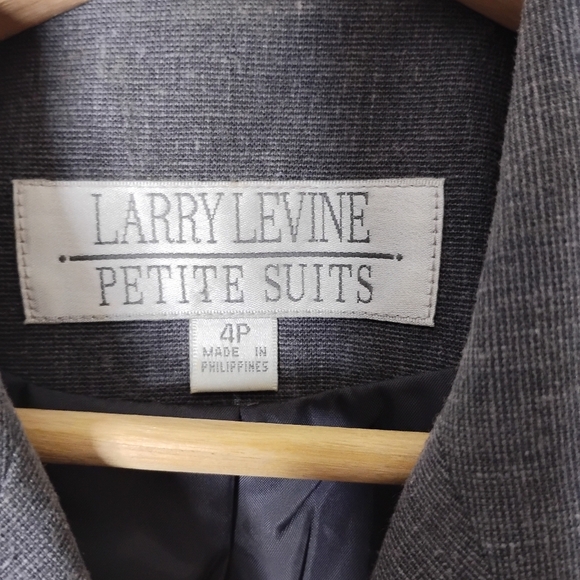 LARRY LEVINE
PETITE SUITS
4P
MADE IN
PHILIPPINES